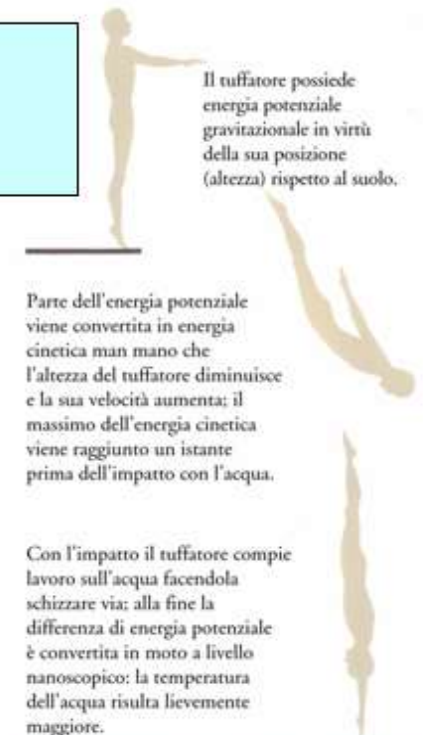 Il tuffatore possiede
energia potenziale
gravitazionale in virtù
della sua posizione
(altezza) rispetto al suolo.
Parte dell'energia potenziale
viene convertita in energia
cinetica man mano che
l'altezza del tuffatore diminuisce
e la sua velocità aumenta; il
massimo dell'energia cinetica
viene raggiunto un istante
prima dell'impatto con l'acqua.
Con l'impatto il tuffatore compie
lavoro sull'acqua facendola
schizzare via; alla fine la
differenza di energia potenziale
è convertita in moto a livello
nanoscopico: la temperatura
dell'acqua risulta lievemente
maggiore.